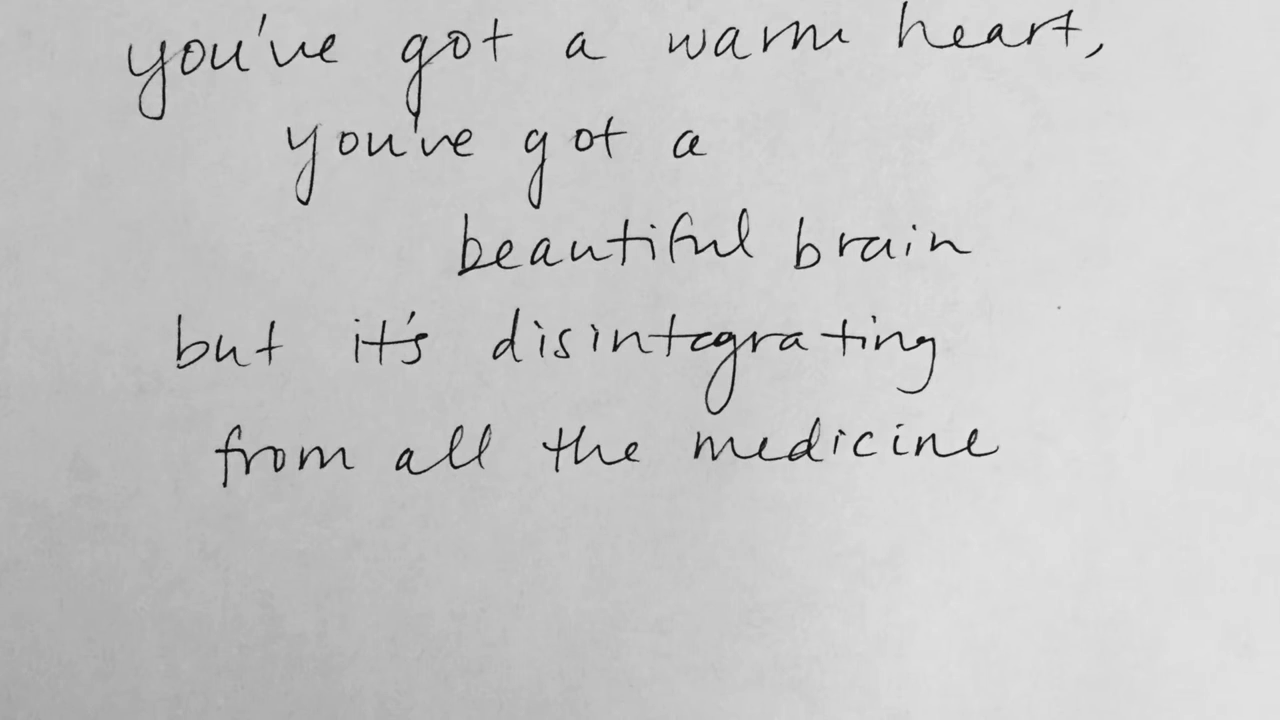 you've got a warm heart,
you've got a
beautiful brain
but it's disintegrating
from all the medicine